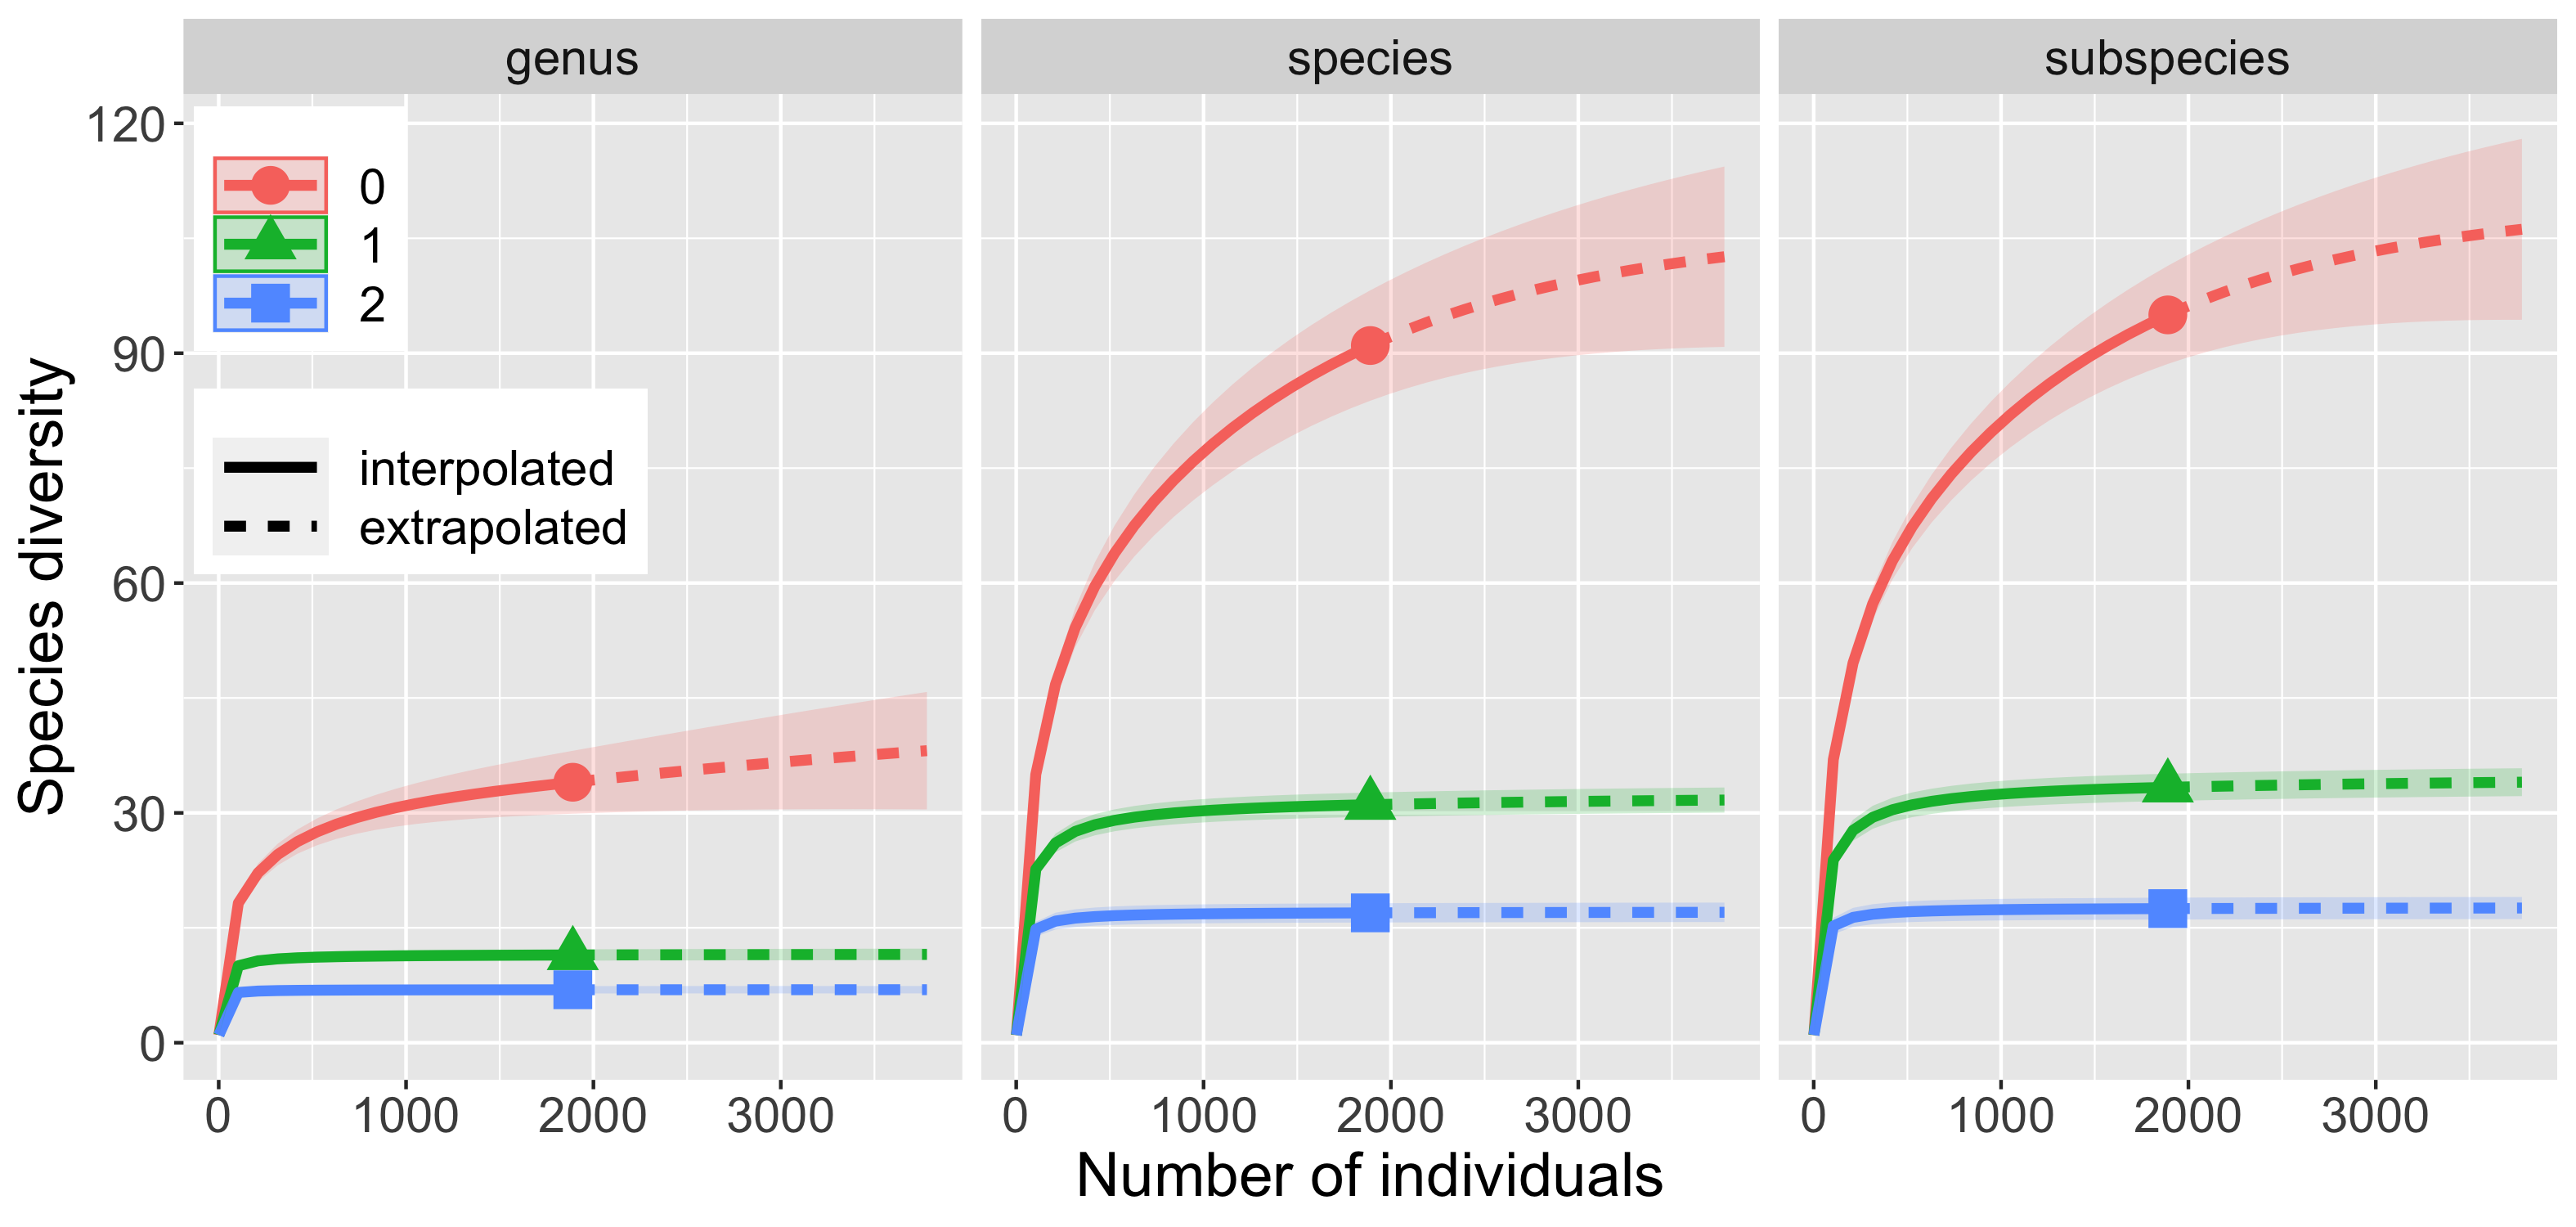 genus
species
subspecies
Species diversity
120
90
60
30
0
0
1
2
interpolated
extrapolated
0 1000 2000 3000
0 1000 2000 3000
0 1000 2000 3000
Number of individuals